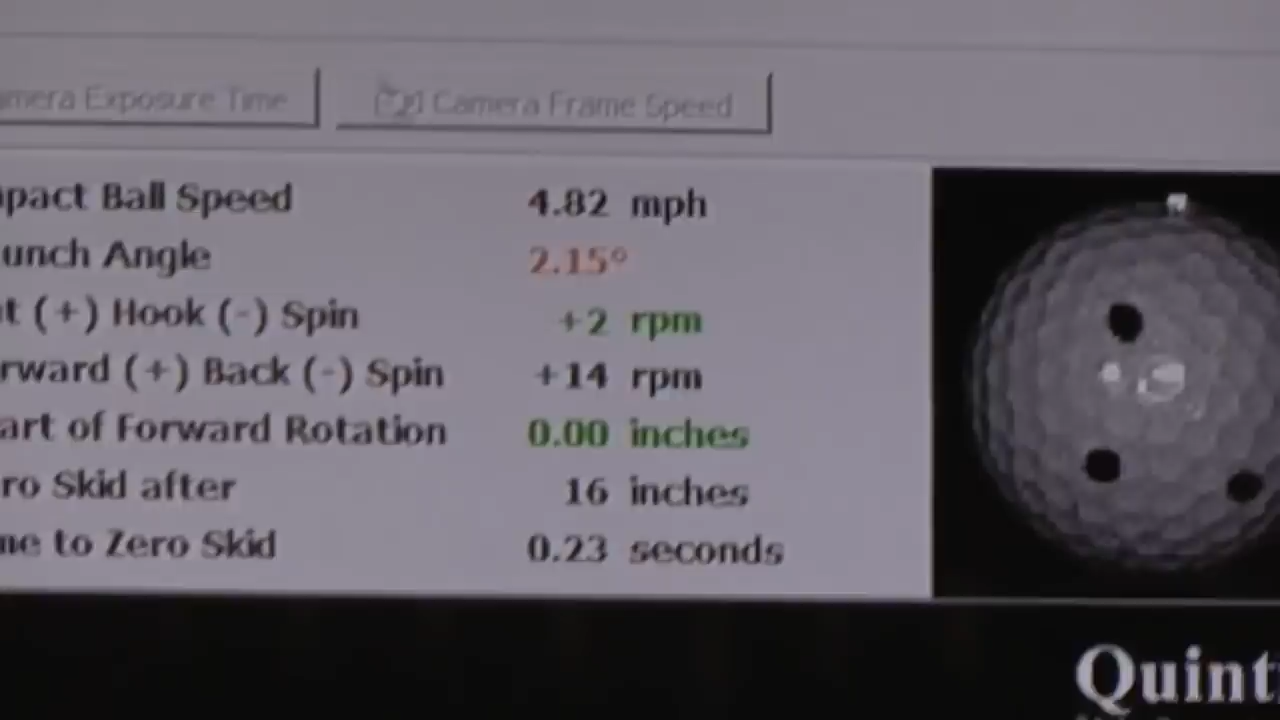 amera Exposure Time Camera Frame Speed
pact Ball Speed 4.82 mph
unch Angle 2.15°
t (+) Hook (-) Spin +2 rpm
rward (+) Back (-) Spin +14 rpm
art of Forward Rotation 0.00 inches
ro Skid after 16 inches
ne to Zero Skid 0.23 seconds
Quint